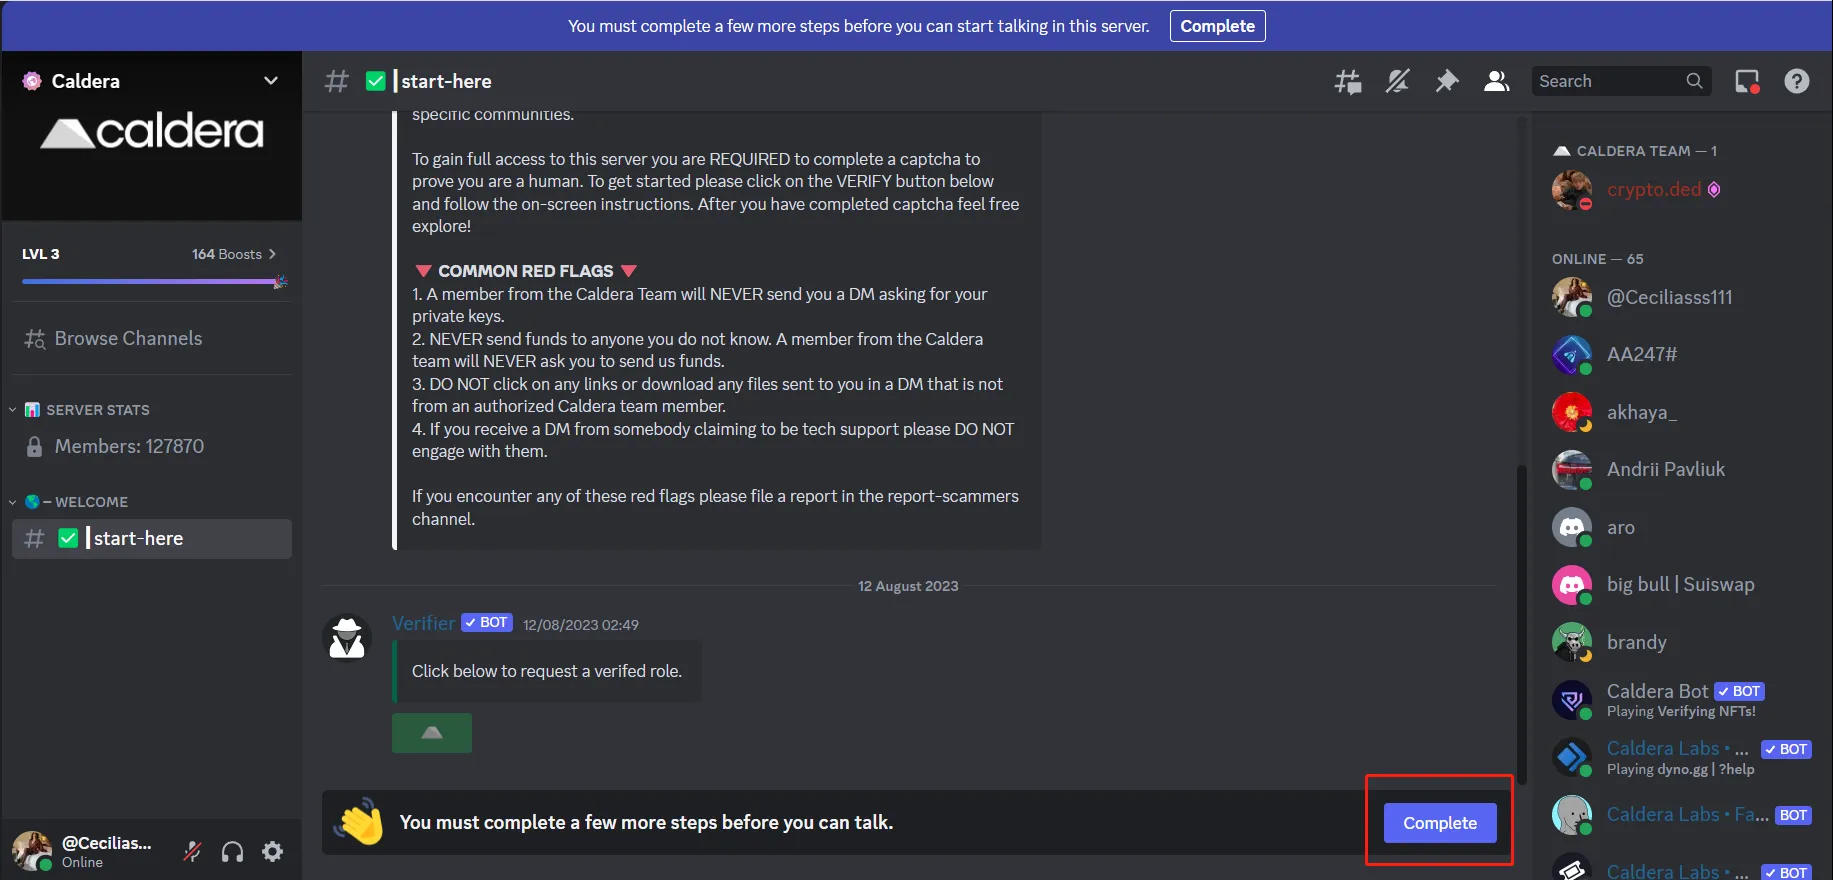 You must complete a few more steps before you can start talking in this server.
Complete
Caldera
caldera
LVL 3
164 Boosts
Browse Channels
SERVER STATS
Members: 127870
– WELCOME
start-here
@Cecilias...
Online
start-here
Search
specific communities.
To gain full access to this server you are REQUIRED to complete a captcha to
prove you are a human. To get started please click on the VERIFY button below
and follow the on-screen instructions. After you have completed captcha feel free
explore!
COMMON RED FLAGS
1. A member from the Caldera Team will NEVER send you a DM asking for your
private keys.
2. NEVER send funds to anyone you do not know. A member from the Caldera
team will NEVER ask you to send us funds.
3. DO NOT click on any links or download any files sent to you in a DM that is not
from an authorized Caldera team member.
4. If you receive a DM from somebody claiming to be tech support please DO NOT
engage with them.
If you encounter any of these red flags please file a report in the report-scammers
channel.
12 August 2023
Verifier BOT 12/08/2023 02:49
Click below to request a verifed role.
You must complete a few more steps before you can talk.
Complete
CALDERA TEAM — 1
crypto.ded
ONLINE — 65
@Ceciliasss111
AA247#
akhaya_
Andrii Pavliuk
aro
big bull | Suiswap
brandy
Caldera Bot BOT
Playing Verifying NFTs!
Caldera Labs • ... BOT
Playing dyno.gg | ?help
Caldera Labs • Fa... BOT
Caldera Labs • ... BOT